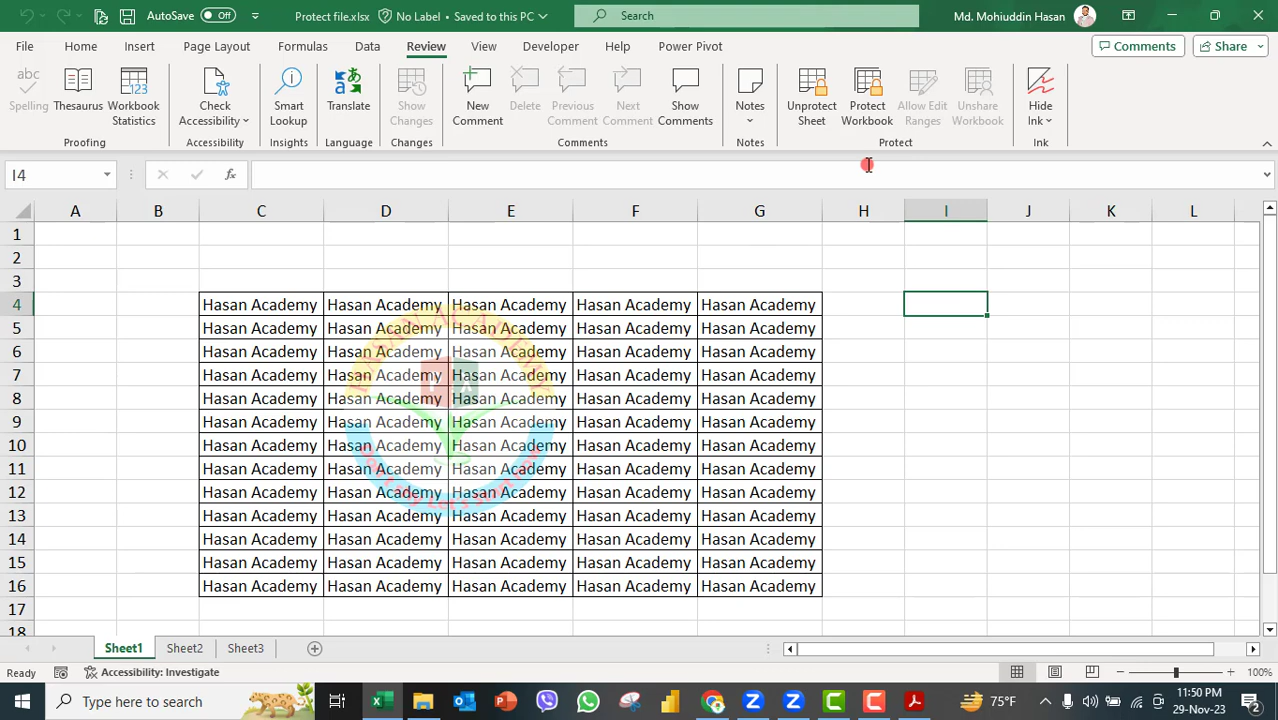 AutoSave Off Protect file.xlsx No Label • Saved to this PC Search Md. Mohiuddin Hasan
File Home Insert Page Layout Formulas Data Review View Developer Help Power Pivot Comments Share
Spelling Thesaurus Workbook Statistics Check Accessibility Smart Lookup Translate Show Changes New Comment Delete Previous Comment Next Comment Show Comments Notes Unprotect Sheet Protect Workbook Allow Edit Ranges Unshare Workbook Hide Ink
Proofing Accessibility Insights Language Changes Comments Notes Protect Ink
I4 fx
A B C D E F G H I J K L
1
2
3
4 Hasan Academy Hasan Academy Hasan Academy Hasan Academy Hasan Academy
5 Hasan Academy Hasan Academy Hasan Academy Hasan Academy Hasan Academy
6 Hasan Academy Hasan Academy Hasan Academy Hasan Academy Hasan Academy
7 Hasan Academy Hasan Academy Hasan Academy Hasan Academy Hasan Academy
8 Hasan Academy Hasan Academy Hasan Academy Hasan Academy Hasan Academy
9 Hasan Academy Hasan Academy Hasan Academy Hasan Academy Hasan Academy
10 Hasan Academy Hasan Academy Hasan Academy Hasan Academy Hasan Academy
11 Hasan Academy Hasan Academy Hasan Academy Hasan Academy Hasan Academy
12 Hasan Academy Hasan Academy Hasan Academy Hasan Academy Hasan Academy
13 Hasan Academy Hasan Academy Hasan Academy Hasan Academy Hasan Academy
14 Hasan Academy Hasan Academy Hasan Academy Hasan Academy Hasan Academy
15 Hasan Academy Hasan Academy Hasan Academy Hasan Academy Hasan Academy
16 Hasan Academy Hasan Academy Hasan Academy Hasan Academy Hasan Academy
17
18
HASAN ACADEMY
Sheet1 Sheet2 Sheet3
Ready Accessibility: Investigate 100%
Type here to search 75°F 11:50 PM
29-Nov-23 2